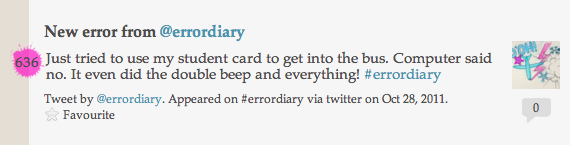 New error from @errordiary
636
Just tried to use my student card to get into the bus. Computer said
no. It even did the double beep and everything! #errordiary
Tweet by @errordiary. Appeared on #errordiary via twitter on Oct 28, 2011.
Favourite
0